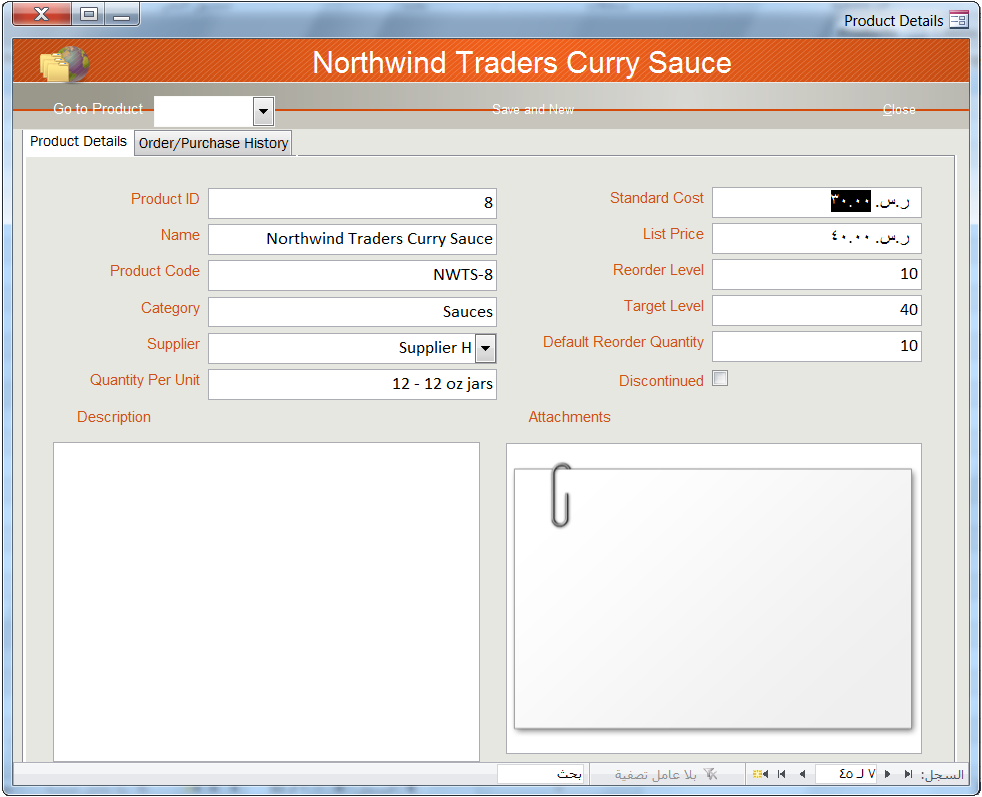 Product Details
Northwind Traders Curry Sauce
Go to Product
Save and New
Close
Product Details
Order/Purchase History
Product ID
8
Name
Northwind Traders Curry Sauce
Product Code
NWTS-8
Category
Sauces
Supplier
Supplier H
Quantity Per Unit
12 - 12 oz jars
Description
Standard Cost
ر.س. ٣٠.٠٠
List Price
ر.س. ٤٠.٠٠
Reorder Level
10
Target Level
40
Default Reorder Quantity
10
Discontinued
Attachments
السجل: ٧ لـ ٤٥
بلا عامل تصفية
بحث